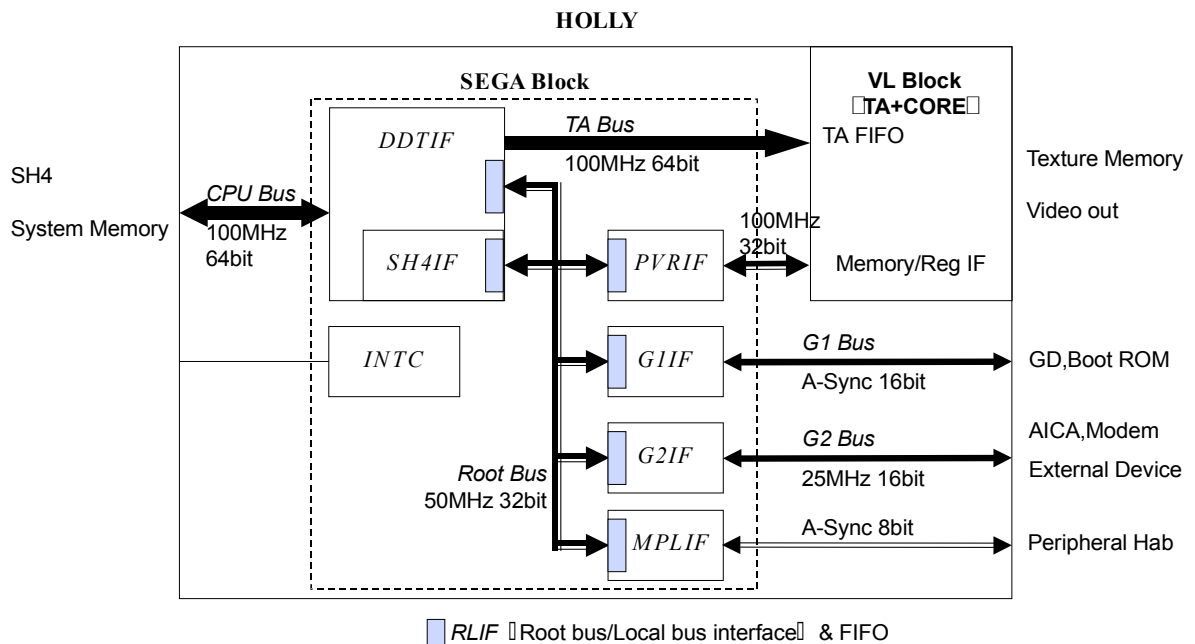 HOLLY
SEGA Block
VL Block
▯TA+CORE▯
DDTIF
TA Bus
100MHz 64bit
TA FIFO
SH4
System Memory
CPU Bus
100MHz
64bit
Texture Memory
Video out
SH4IF
PVRIF
100MHz
32bit
Memory/Reg IF
INTC
G1IF
G1 Bus
A-Sync 16bit
GD,Boot ROM
Root Bus
50MHz 32bit
G2IF
G2 Bus
25MHz 16bit
AICA,Modem
External Device
MPLIF
A-Sync 8bit
Peripheral Hab
RLIF ▯Root bus/Local bus interface▯ & FIFO